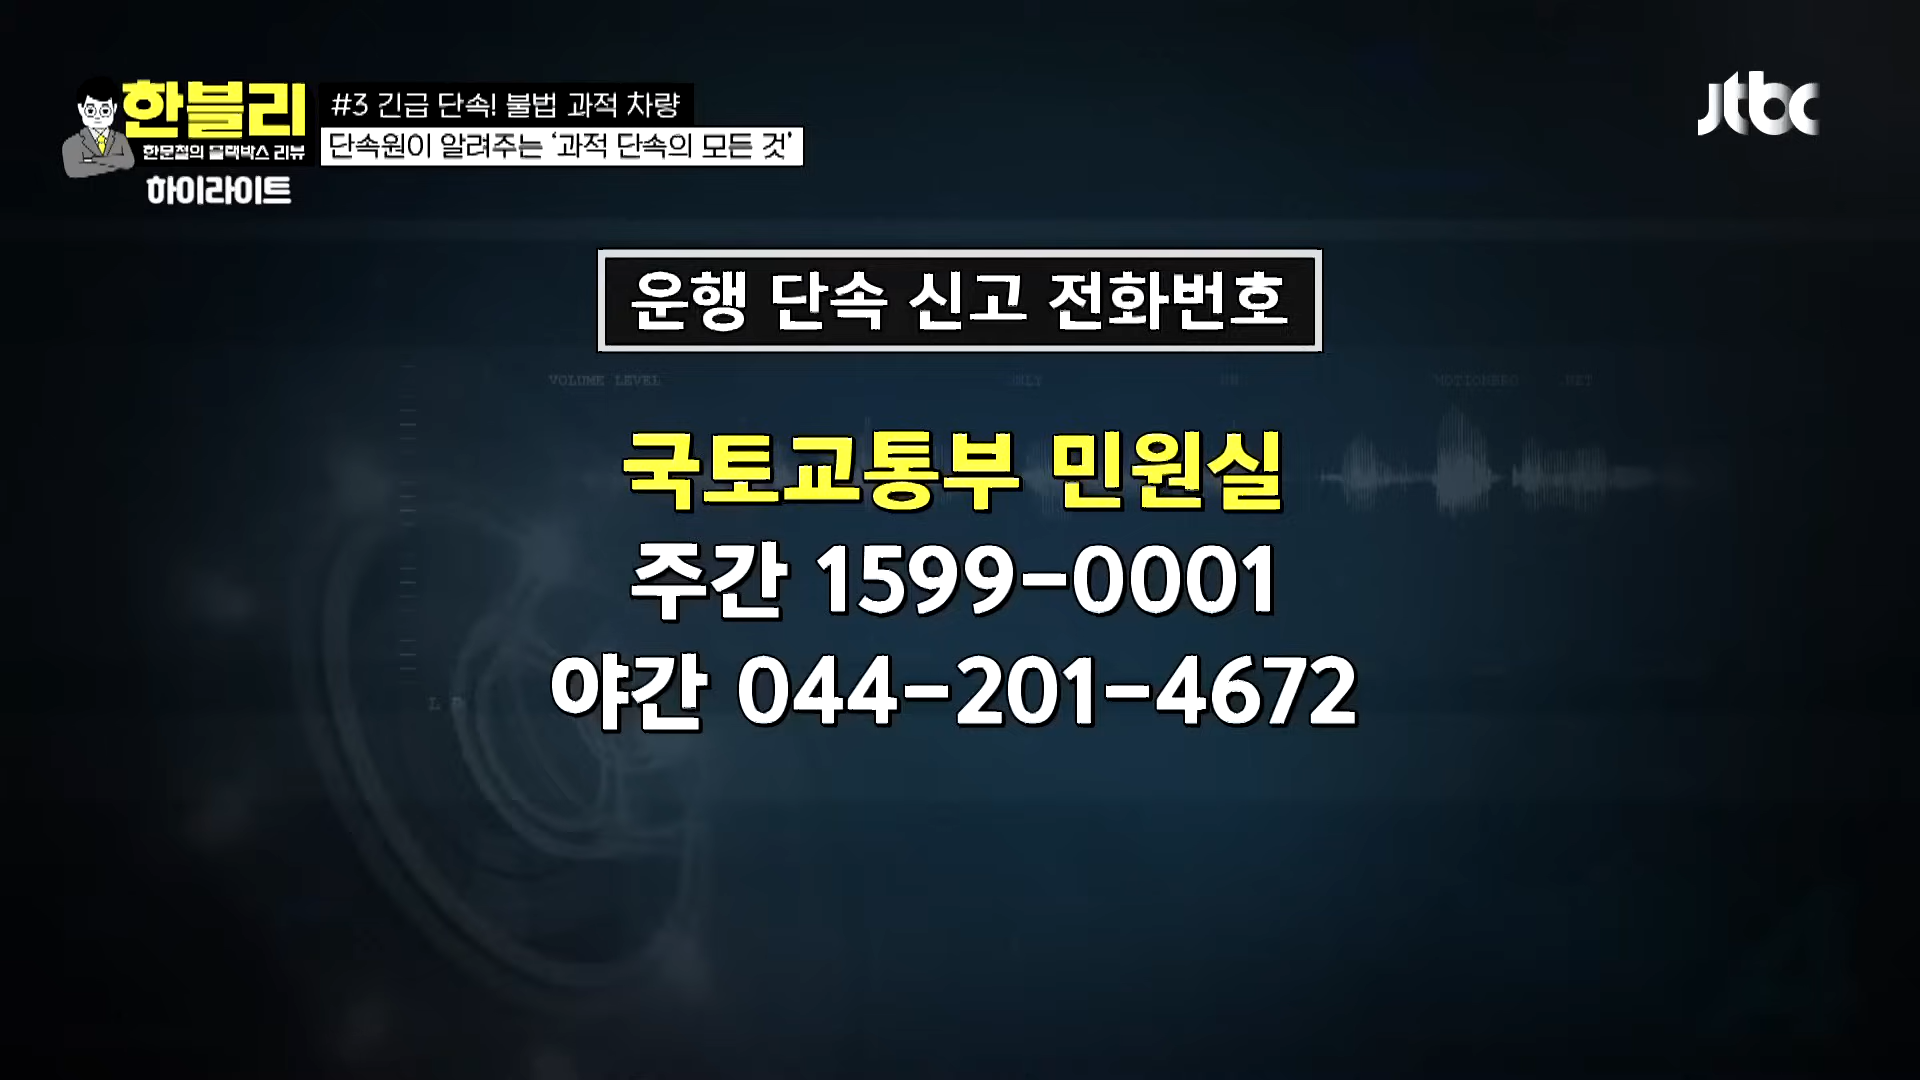 한블리
한문철의 블랙박스 리뷰
하이라이트
#3 긴급 단속! 불법 과적 차량
단속원이 알려주는 ‘과적 단속의 모든 것’
jtbc
운행 단속 신고 전화번호
VOLUME LEVEL
국토교통부 민원실
주간 1599-0001
야간 044-201-4672